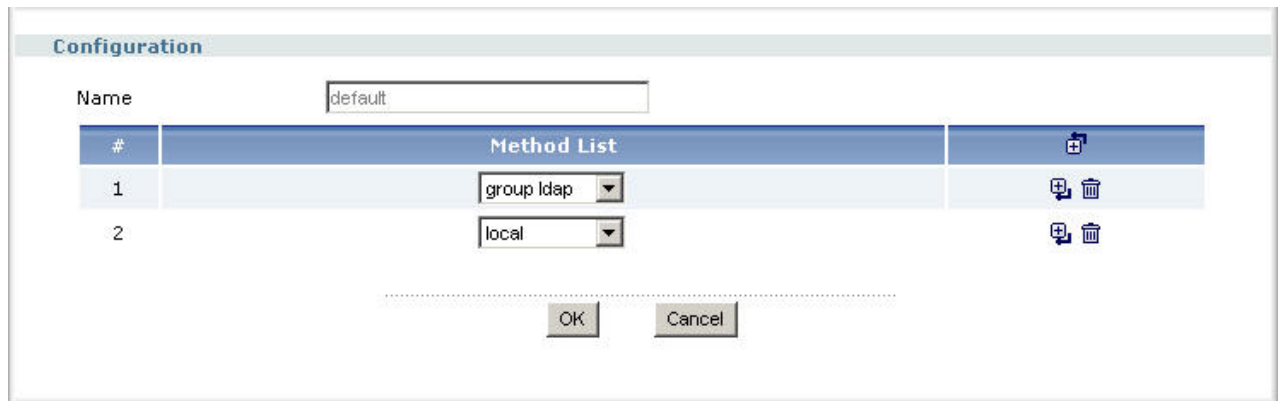 Configuration
Name default
# Method List
1 group ldap
2 local
OK Cancel